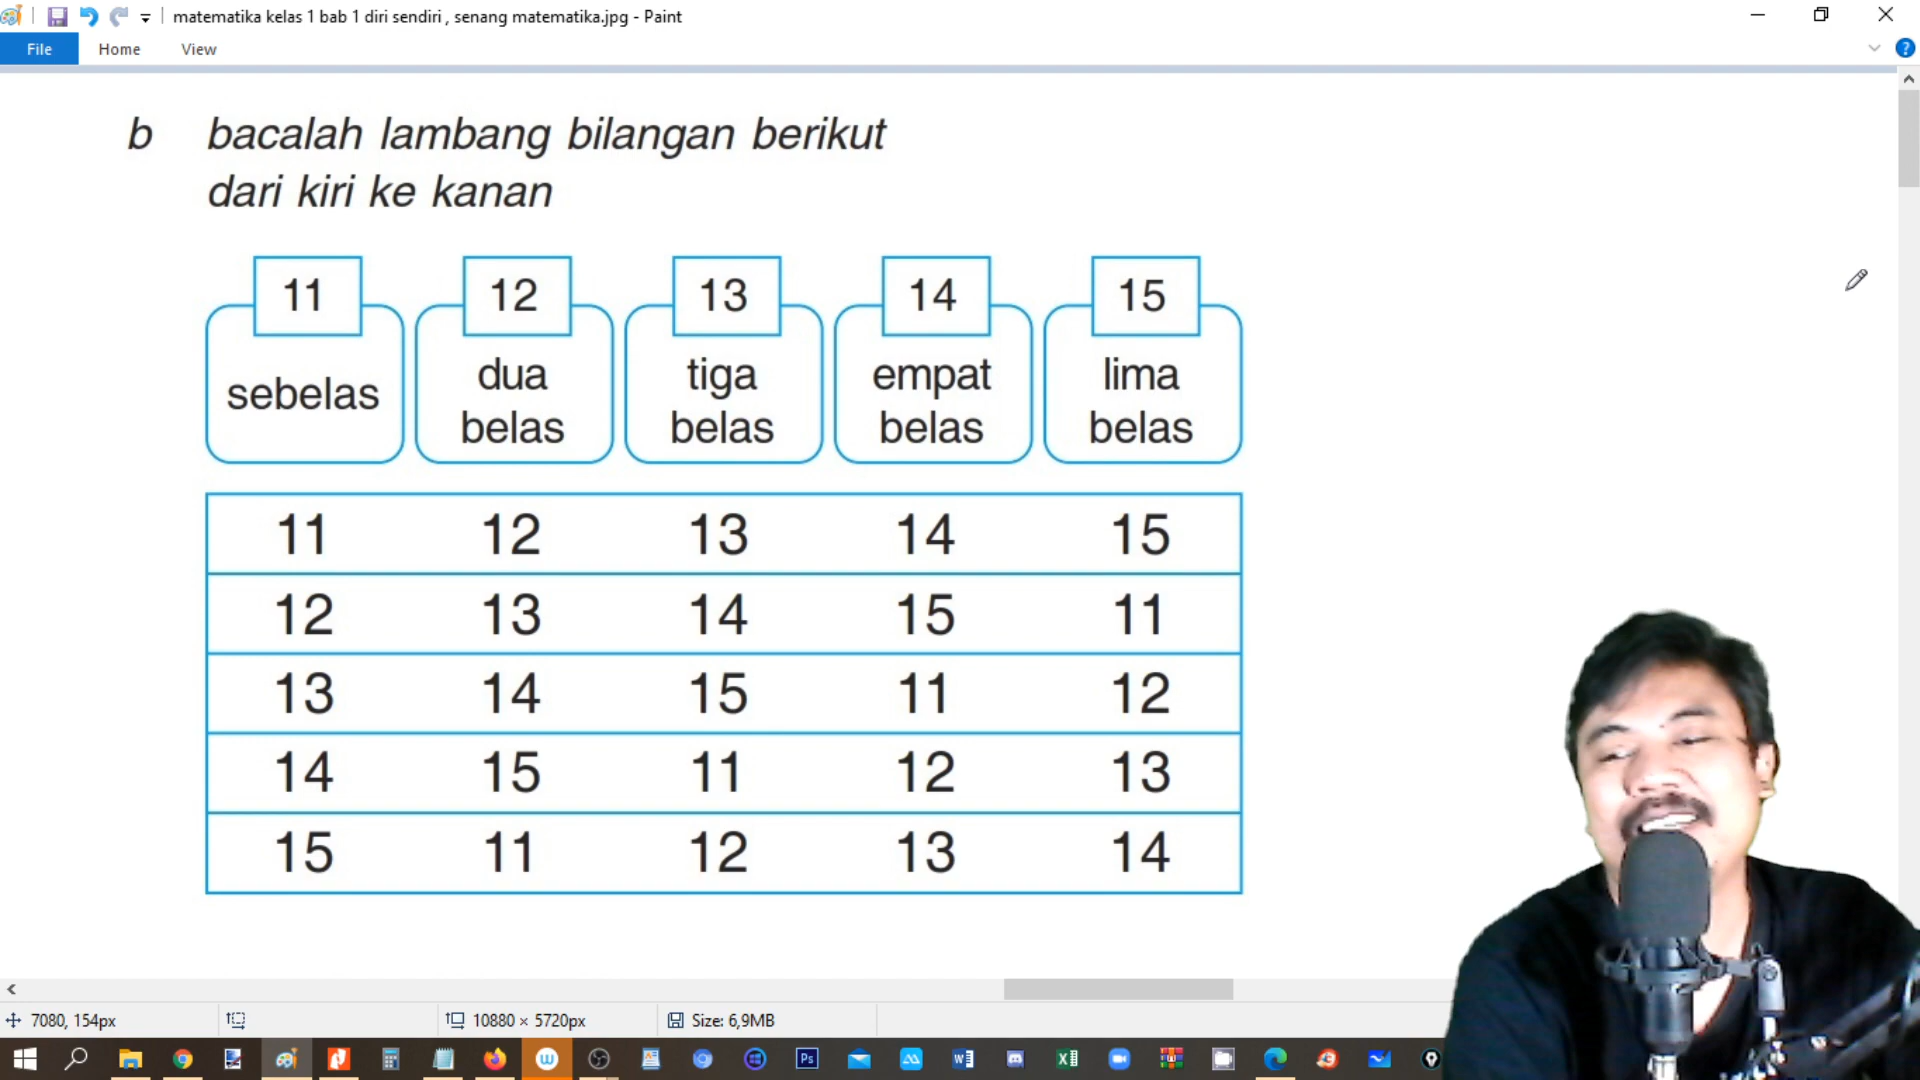 matematika kelas 1 bab 1 diri sendiri , senang matematika.jpg - Paint
File Home View
b bacalah lambang bilangan berikut
dari kiri ke kanan
11 12 13 14 15
sebelas dua belas tiga belas empat belas lima belas
11 12 13 14 15
12 13 14 15 11
13 14 15 11 12
14 15 11 12 13
15 11 12 13 14
7080, 154px 10880 × 5720px Size: 6,9MB